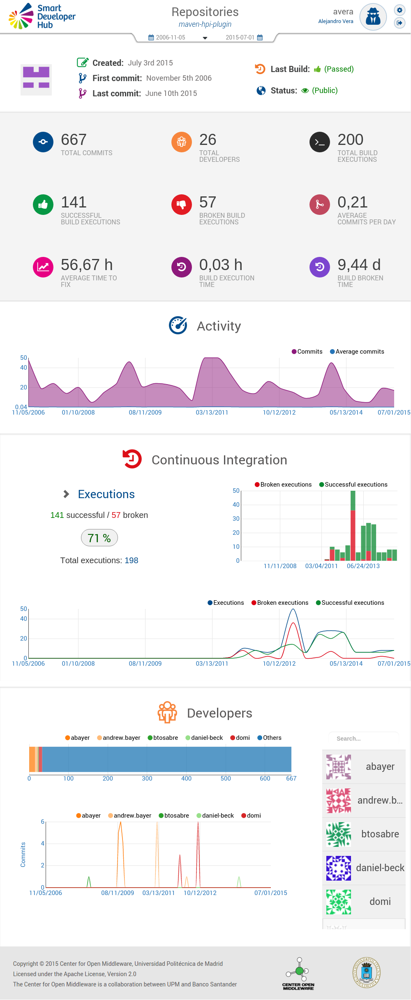 Smart
Developer
Hub
Repositories
maven-hpi-plugin
avera
Alejandro Vera
2006-11-05
2015-07-01
Created: July 3rd 2015
First commit: November 5th 2006
Last commit: June 10th 2015
Last Build: (Passed)
Status: (Public)
667
TOTAL COMMITS
26
TOTAL
DEVELOPERS
200
TOTAL BUILD
EXECUTIONS
141
SUCCESSFUL
BUILD EXECUTIONS
57
BROKEN BUILD
EXECUTIONS
0,21
AVERAGE
COMMITS PER DAY
56,67 h
AVERAGE TIME TO
FIX
0,03 h
BUILD EXECUTION
TIME
9,44 d
BUILD BROKEN
TIME
Activity
Commits Average commits
50
40
20
0.04
11/05/2006 01/10/2008 08/11/2009 03/13/2011 10/12/2012 05/13/2014 07/01/2015
Continuous Integration
Executions
141 successful / 57 broken
71 %
Total executions: 198
Broken executions Successful executions
50
40
30
20
10
0
11/11/2008 03/04/2011 06/24/2013
Executions Broken executions Successful executions
50
40
20
0
11/05/2006 01/10/2008 08/11/2009 03/13/2011 10/12/2012 05/13/2014 07/01/2015
Developers
abayer andrew.bayer btosabre daniel-beck domi Others
0 100 200 300 400 500 600 667
abayer andrew.bayer btosabre daniel-beck domi
Commits
6
4
2
0
11/05/2006 08/11/2009 03/13/2011 10/12/2012 07/01/2015
Search...
abayer
andrew.b...
btosabre
daniel-beck
domi
Copyright © 2015 Center for Open Middleware, Universidad Politécnica de Madrid
Licensed under the Apache License, Version 2.0
The Center for Open Middleware is a collaboration between UPM and Banco Santander
CENTER OPEN
MIDDLEWARE
UNIVERSIDAD POLITECNICA
MADRID